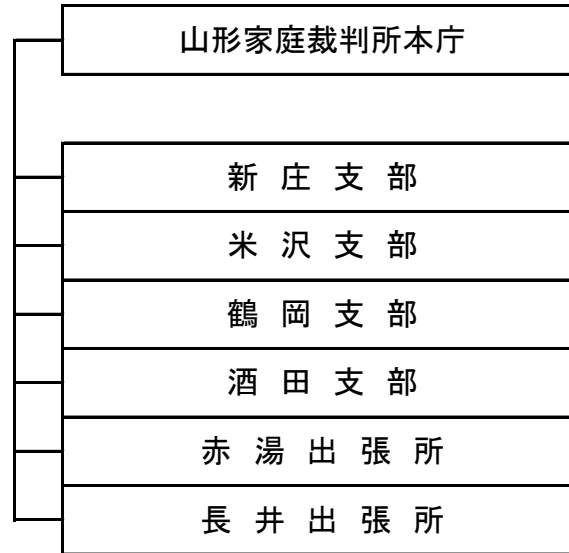 山形家庭裁判所本庁
新庄支部
米沢支部
鶴岡支部
酒田支部
赤湯出張所
長井出張所